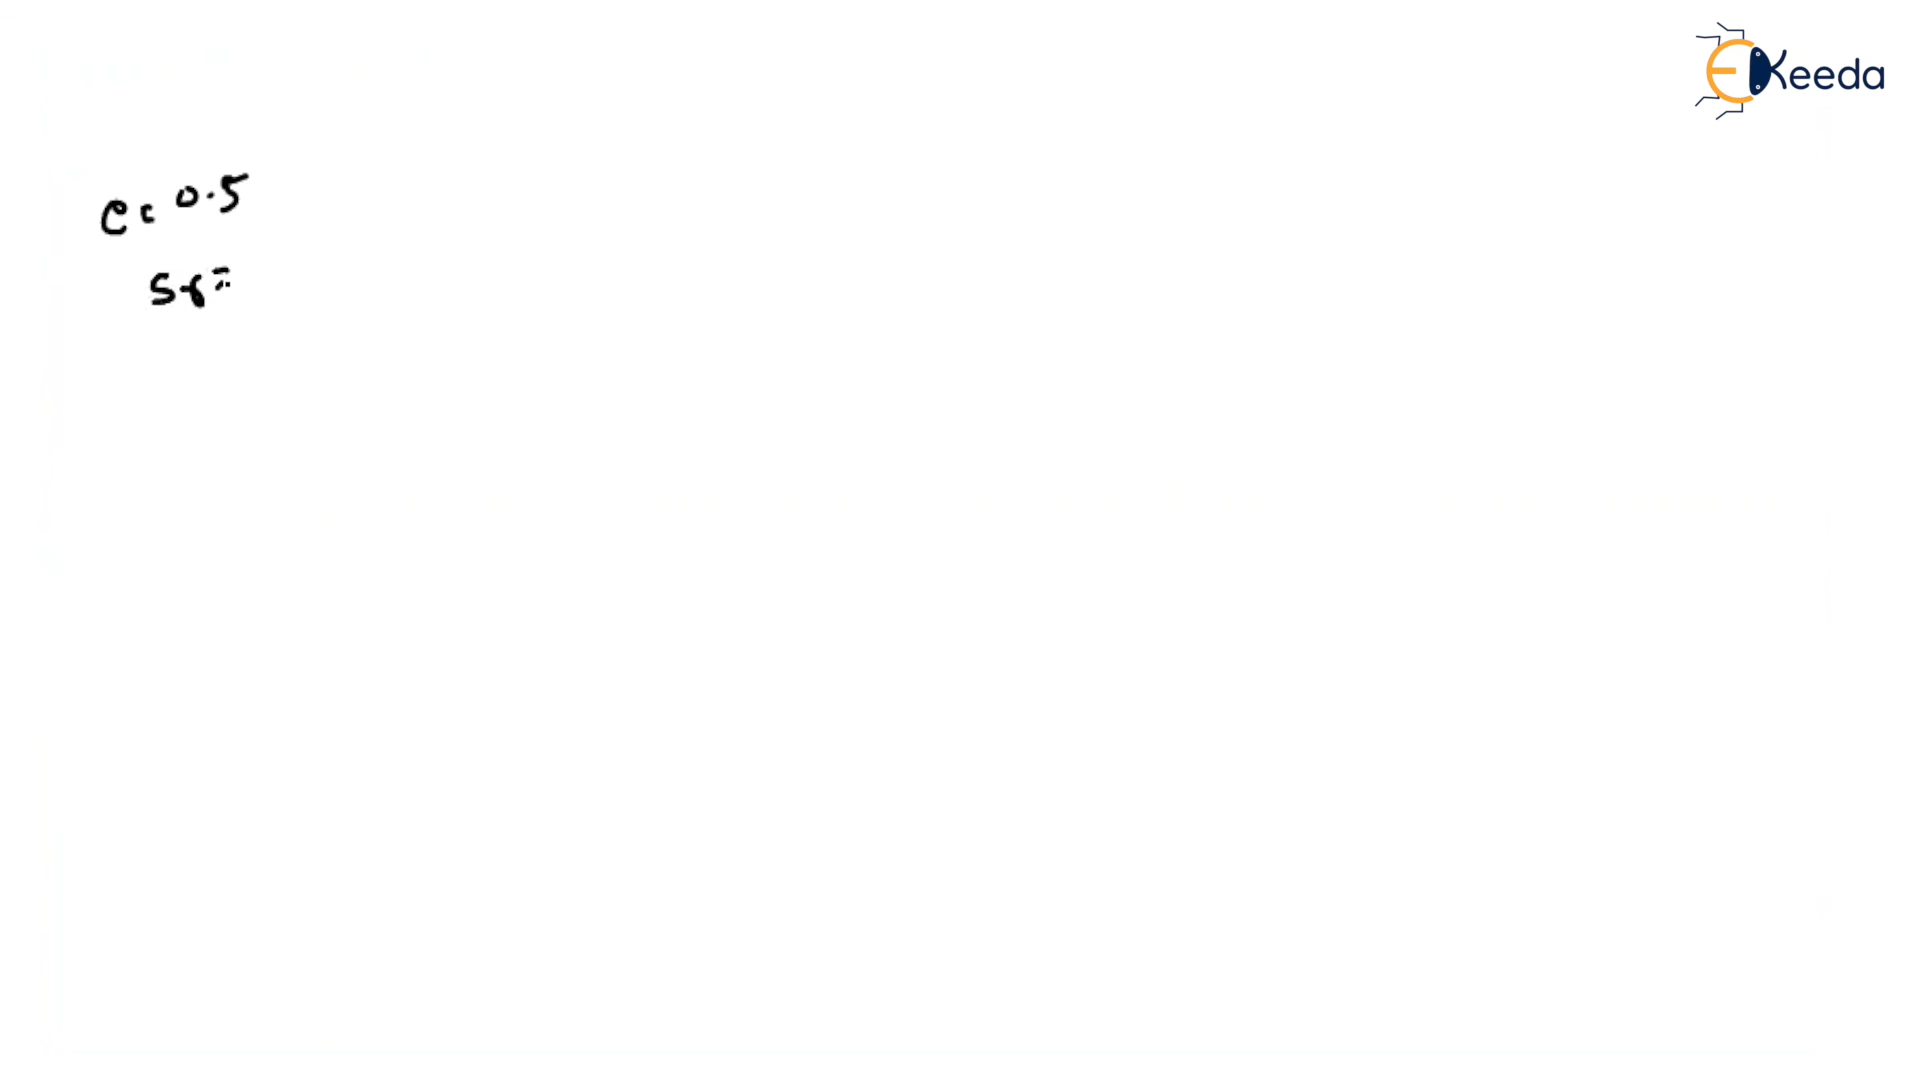 EKeeda
e = 0.5
Sr =